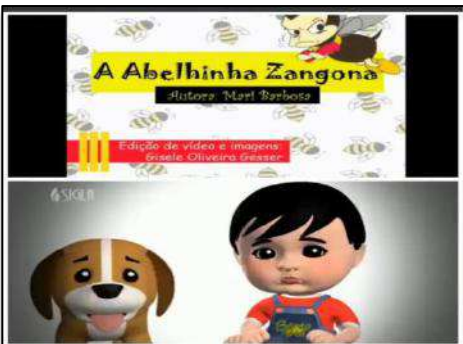 A Abelhinha Zangona
Autora: Mari Barbosa
Edição de vídeo e imagens:
Gisele Oliveira Gesser